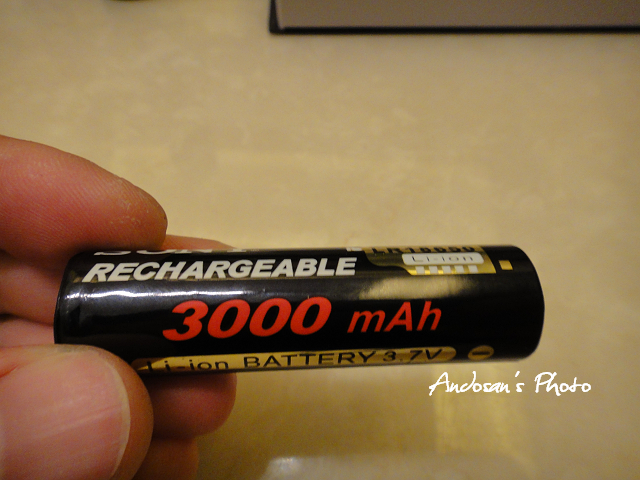 RECHARGEABLE
Li-ion
3000 mAh
Li-ion BATTERY 3.7V
Andosan's Photo